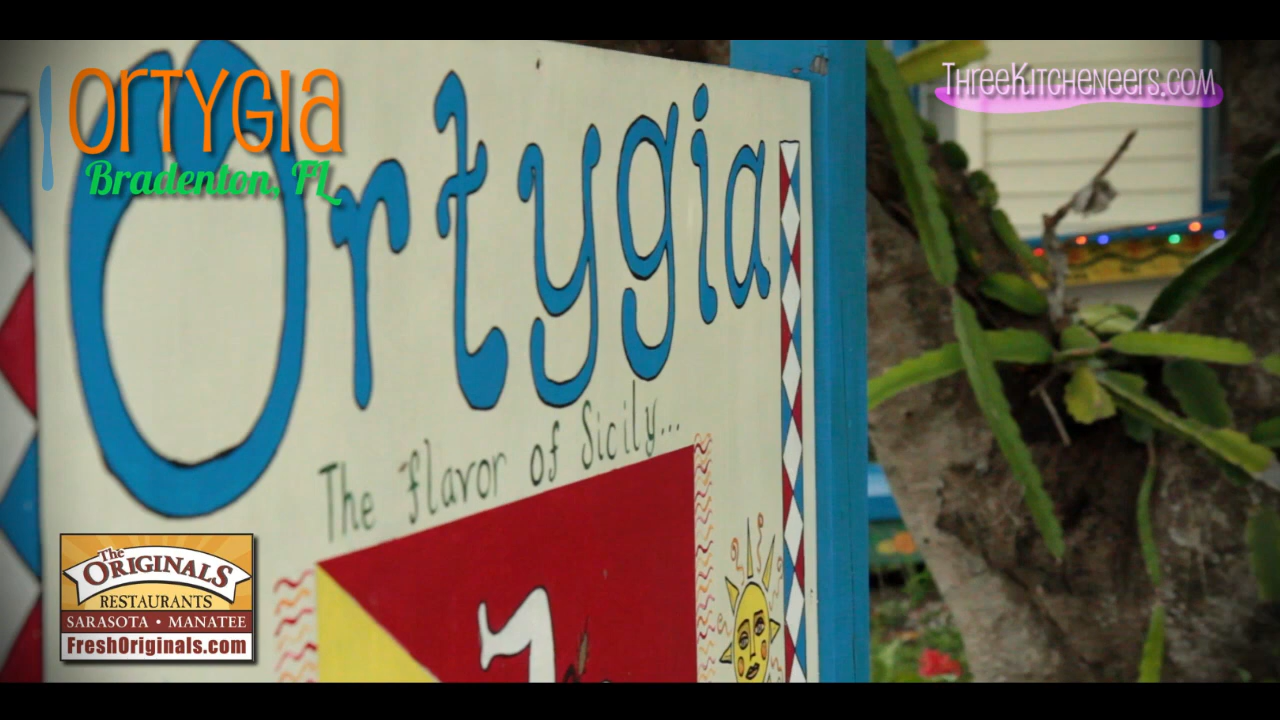 ORTYGIA
Bradenton, FL
THREEKITCHENEERS.COM
Ortygia
The flavor of Sicily...
The
ORIGINALS
RESTAURANTS
SARASOTA • MANATEE
FreshOriginals.com